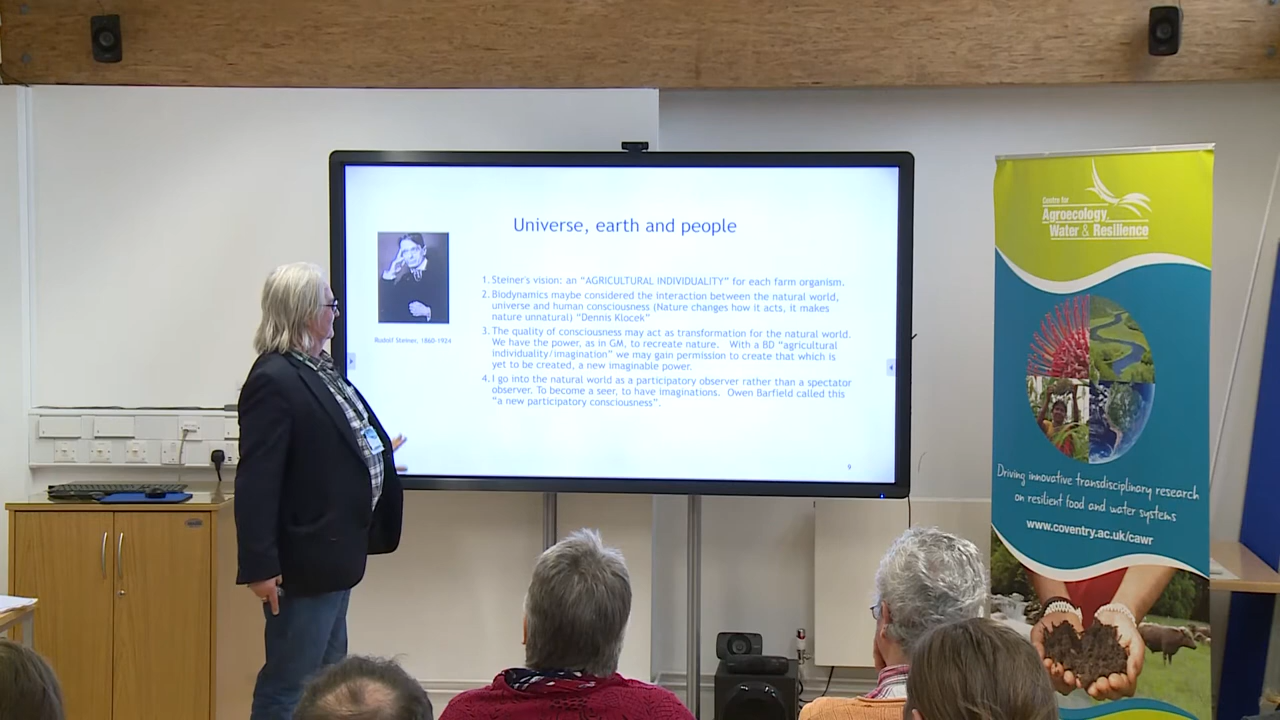 Universe, earth and people
1. Steiner's vision: an "AGRICULTURAL INDIVIDUALITY" for each farm organism.
2. Biodynamics maybe considered the interaction between the natural world,
universe and human consciousness (Nature changes how it acts, it makes
nature unnatural) "Dennis Klocek"
3. The quality of consciousness may act as transformation for the natural world.
We have the power, as in GM, to recreate nature. With a BD "agricultural
individuality/imagination" we may gain permission to create that which is
yet to be created, a new imaginable power.
4. I go into the natural world as a participatory observer rather than a spectator
observer. To become a seer, to have imaginations. Owen Barfield called this
"a new participatory consciousness".
Rudolf Steiner, 1860-1924
9
Centre for
Agroecology,
Water & Resilience
Driving innovative transdisciplinary research
on resilient food and water systems
www.coventry.ac.uk/cawr